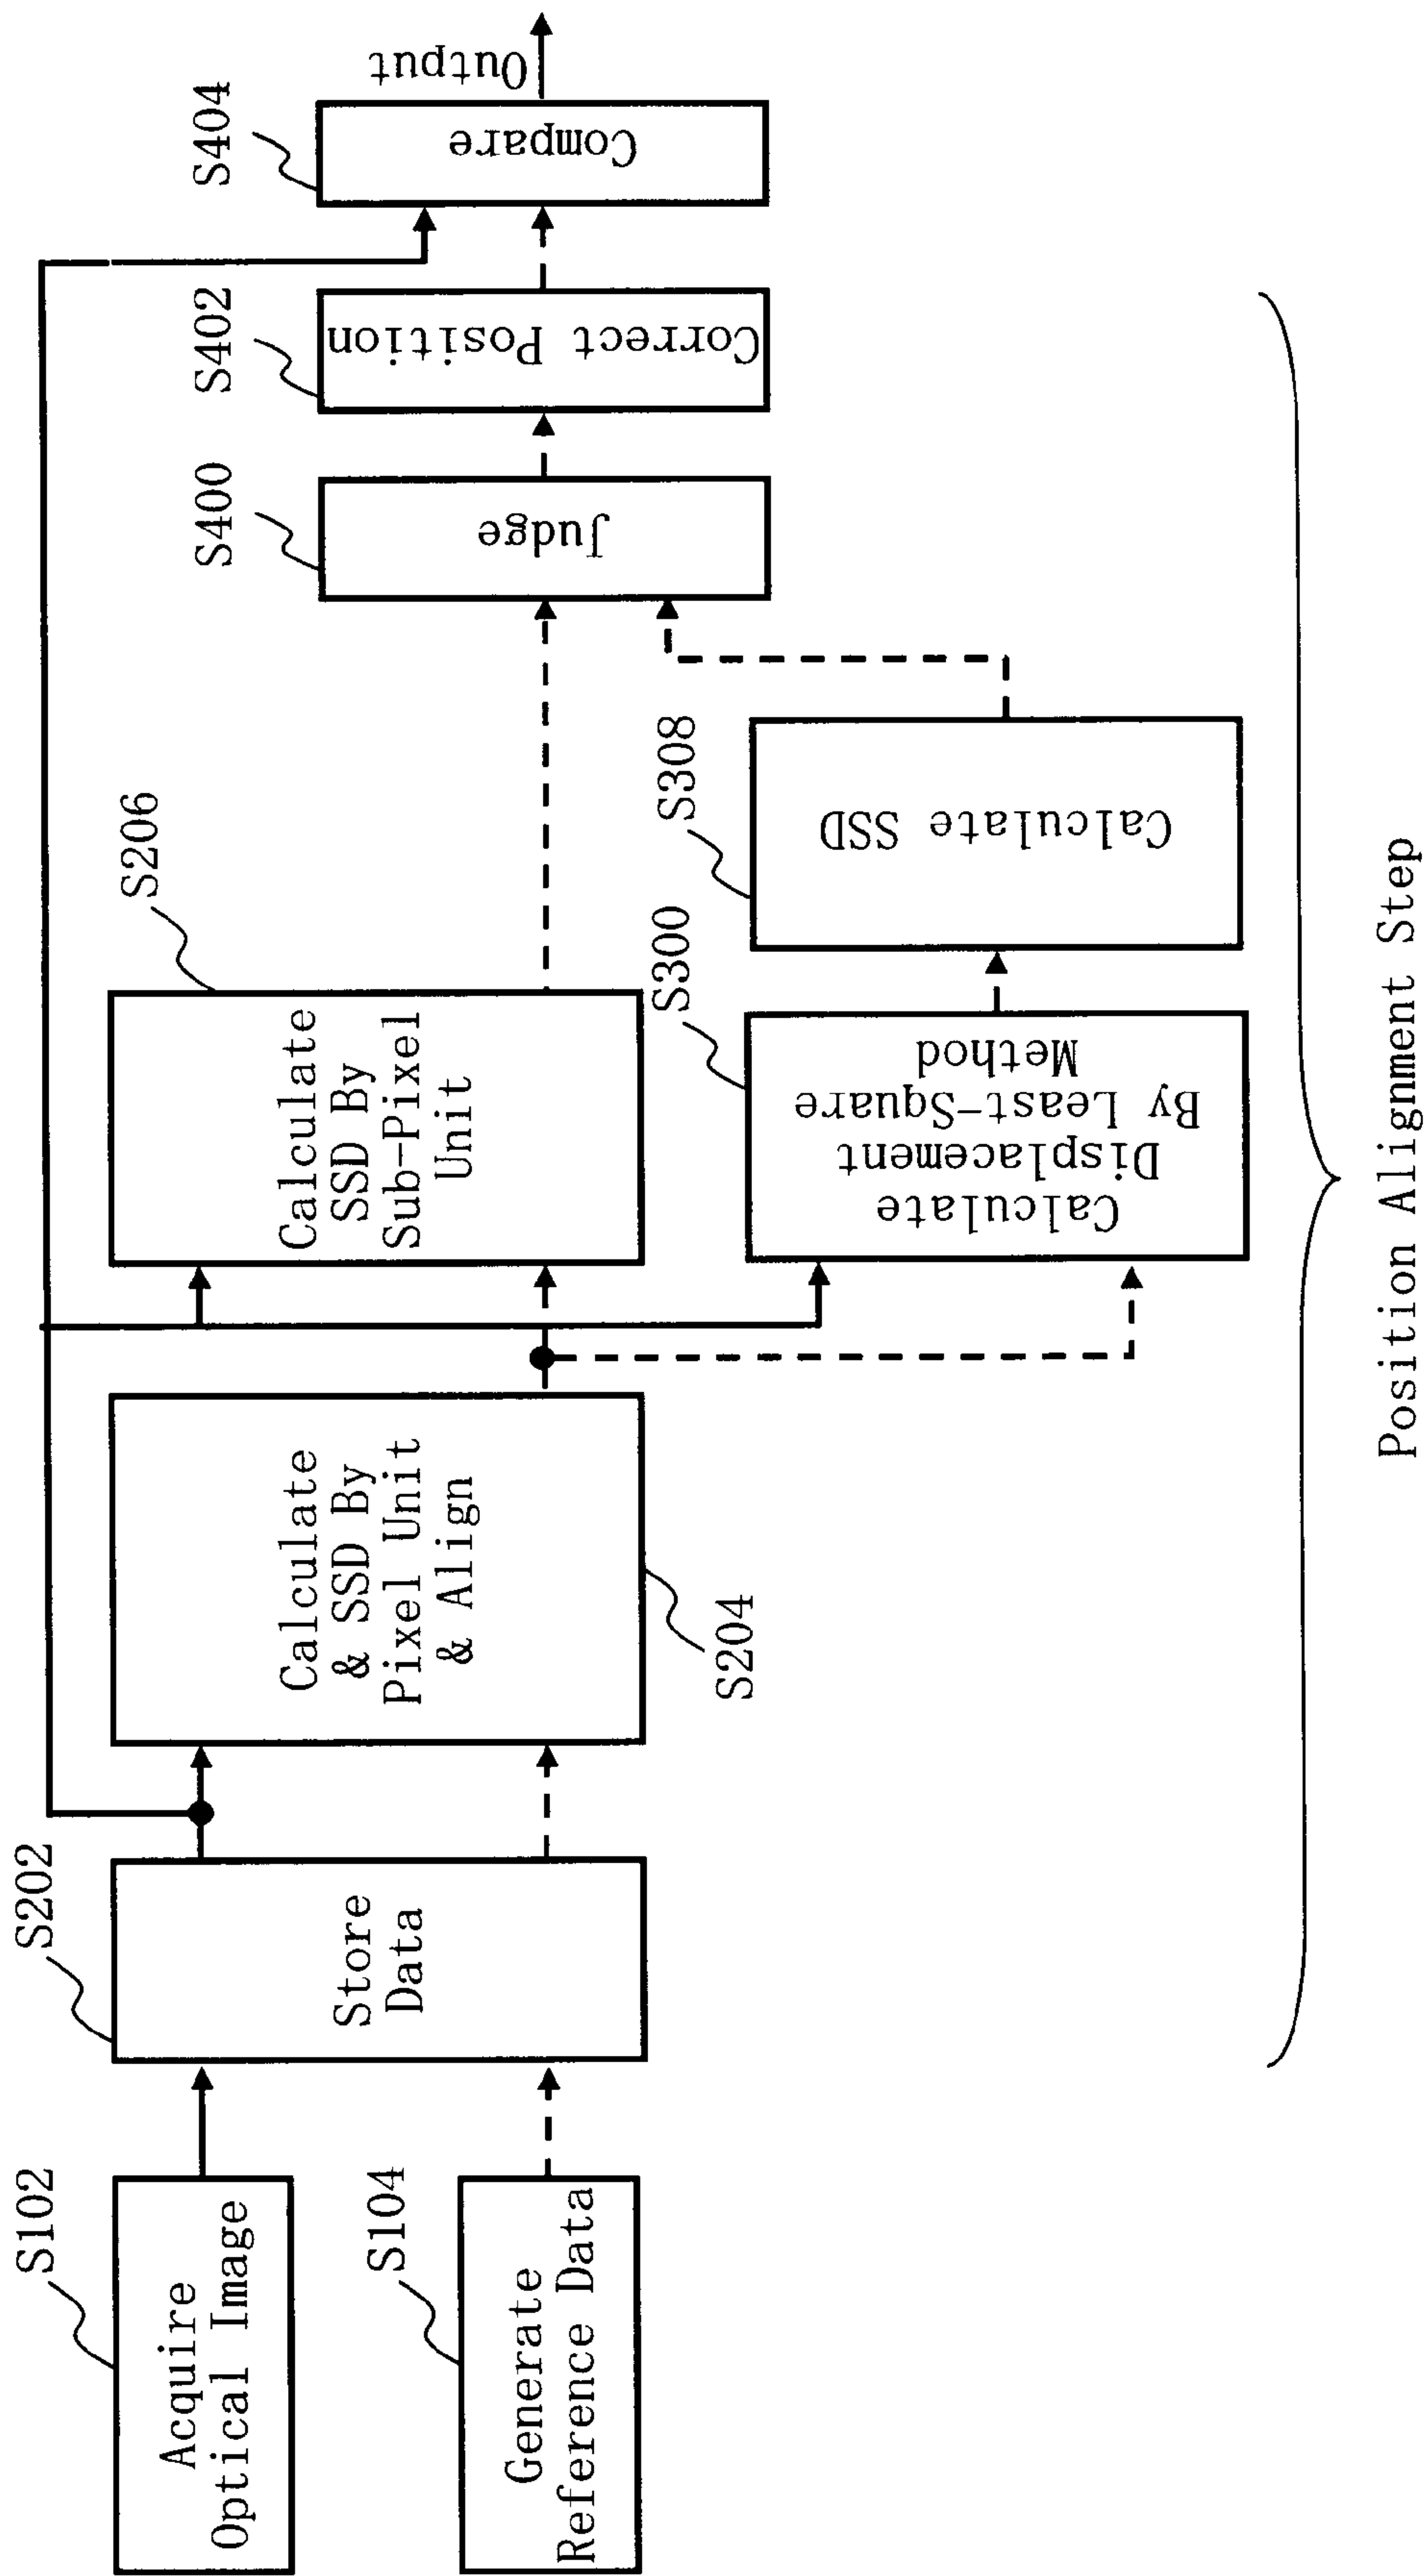 S102
Acquire
Optical Image
S104
Generate
Reference Data
S202
Store
Data
S204
Calculate
& SSD By
Pixel Unit
& Align
S206
Calculate
SSD By
Sub-Pixel
Unit
S300
Calculate
Displacement
By Least-Square
Method
S308
Calculate SSD
S400
Judge
S402
Correct Position
S404
Compare
Output
Position Alignment Step